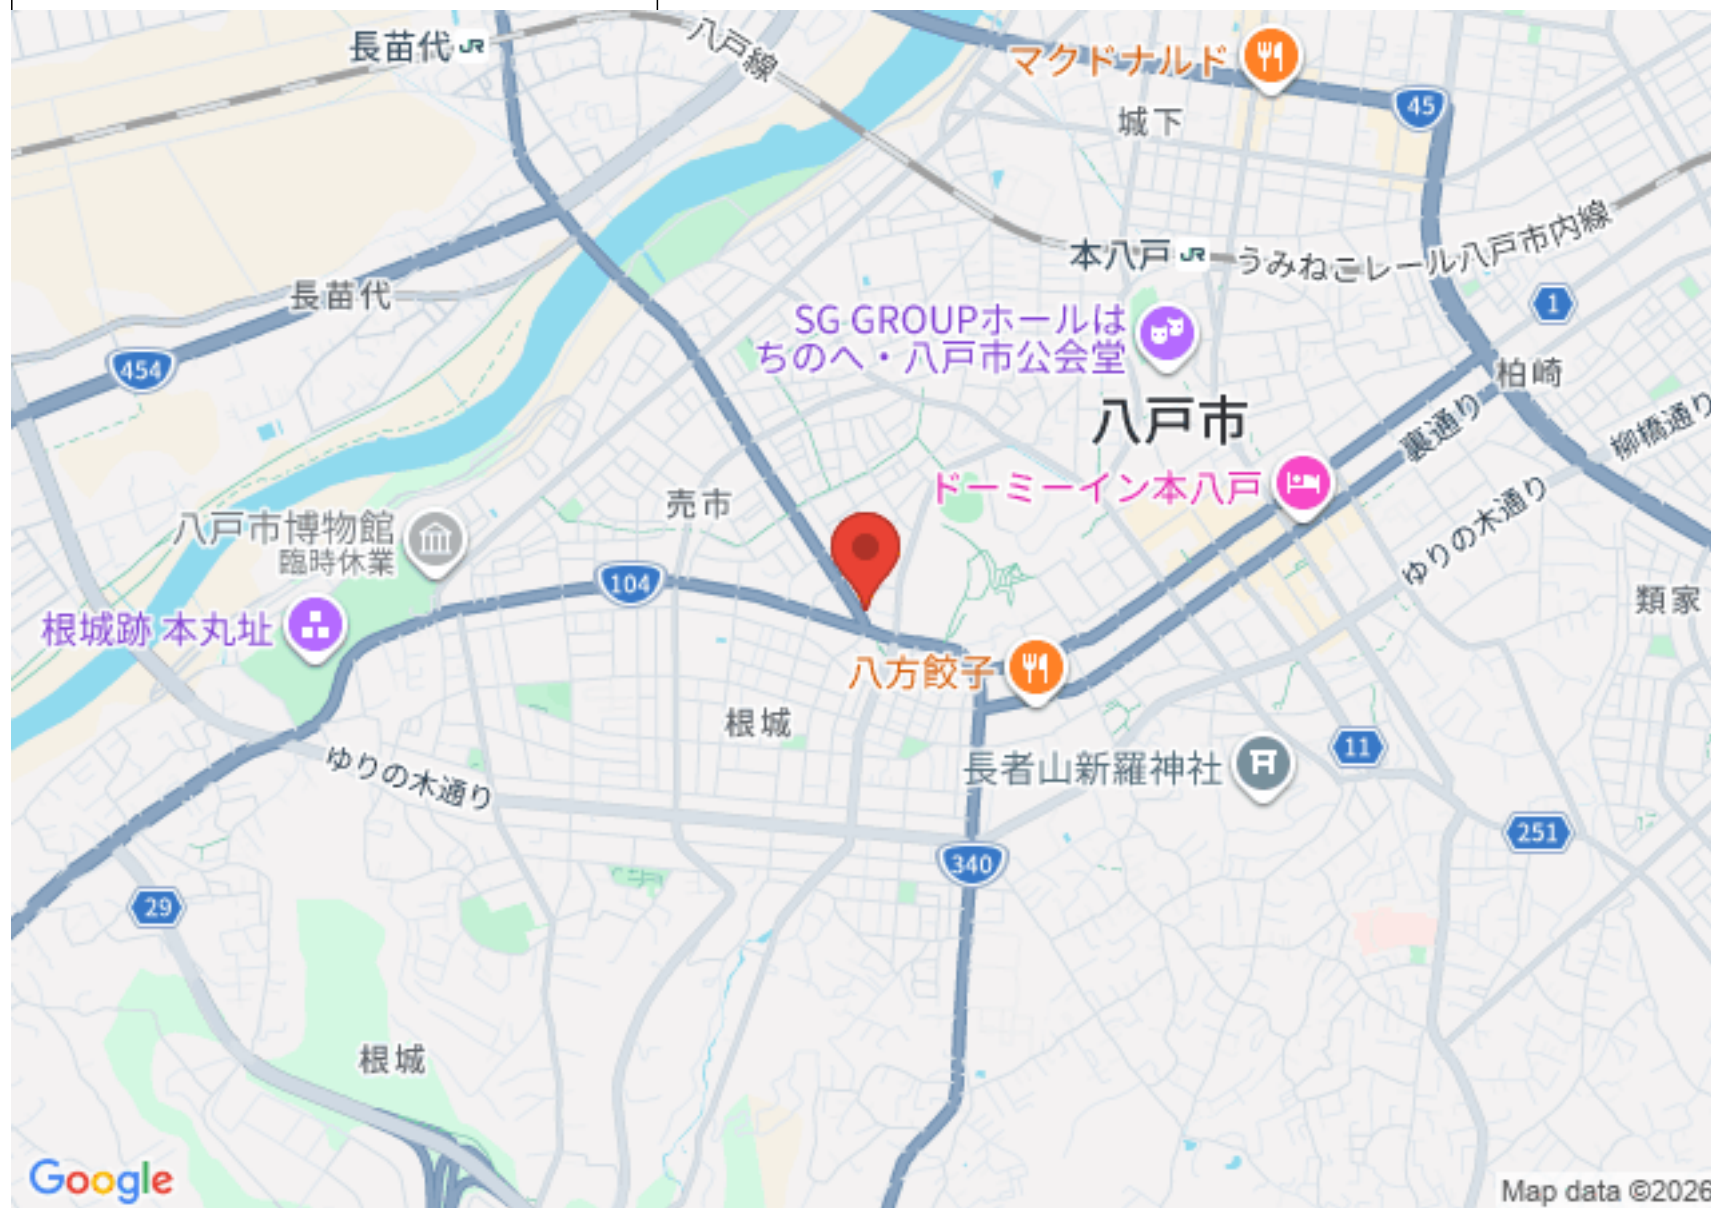 長苗代 JR
八戸線
マクドナルド
45
城下
本八戸 JR
うみねこレール八戸市内線
長苗代
1
SG GROUPホールは
ちのへ・八戸市公会堂
454
柏崎
八戸市
裏通り
柳橋通り
ドーミーイン本八戸
売市
八戸市博物館
臨時休業
ゆりの木通り
104
類家
根城跡 本丸址
八方餃子
根城
11
長者山新羅神社
ゆりの木通り
251
340
29
根城
Google
Map data ©2026